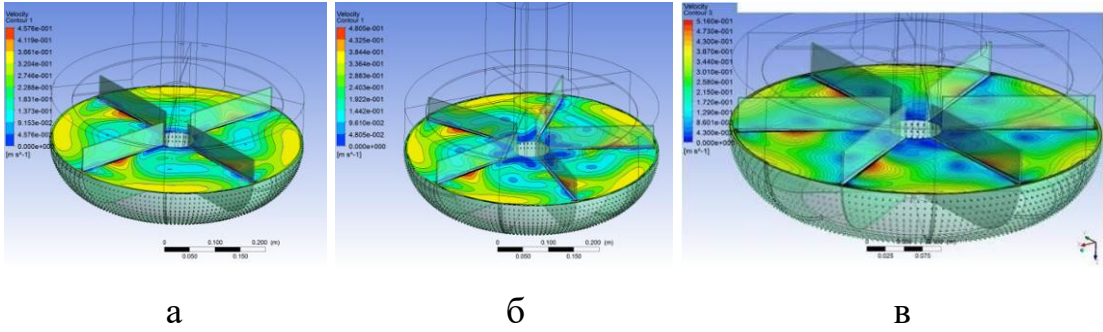 Velocity
Contour 1
4.576e-001
4.119e-001
3.661e-001
3.204e-001
2.746e-001
2.288e-001
1.831e-001
1.373e-001
9.153e-002
4.576e-002
0.000e+000
[m s^-1]
0 0.100 0.200 (m)
0.050 0.150
Velocity
Contour 1
4.805e-001
4.325e-001
3.844e-001
3.364e-001
2.883e-001
2.403e-001
1.922e-001
1.442e-001
9.610e-002
4.805e-002
0.000e+000
[m s^-1]
0 0.100 0.200 (m)
0.050 0.150
Velocity
Contour 3
5.160e-001
4.730e-001
4.300e-001
3.870e-001
3.440e-001
3.010e-001
2.580e-001
2.150e-001
1.720e-001
1.290e-001
8.600e-002
4.300e-002
0.000e+00
[m s^-1]
0.025 0.075
а б в